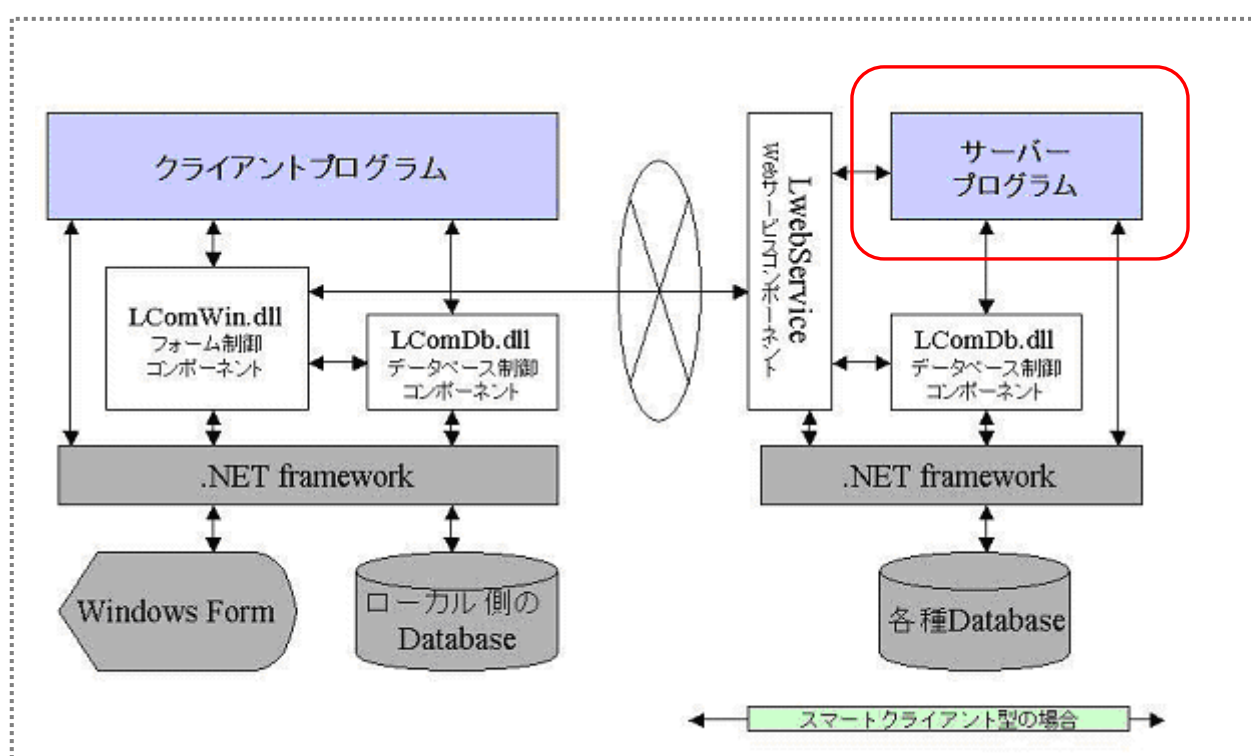 クライアントプログラム
LComWin.dll
フォーム制御
コンポーネント
LComDb.dll
データベース制御
コンポーネント
.NET framework
Windows Form
ローカル側の
Database
LwebService
Webサービスコンポーネント
サーバー
プログラム
LComDb.dll
データベース制御
コンポーネント
.NET framework
各種Database
スマートクライアント型の場合